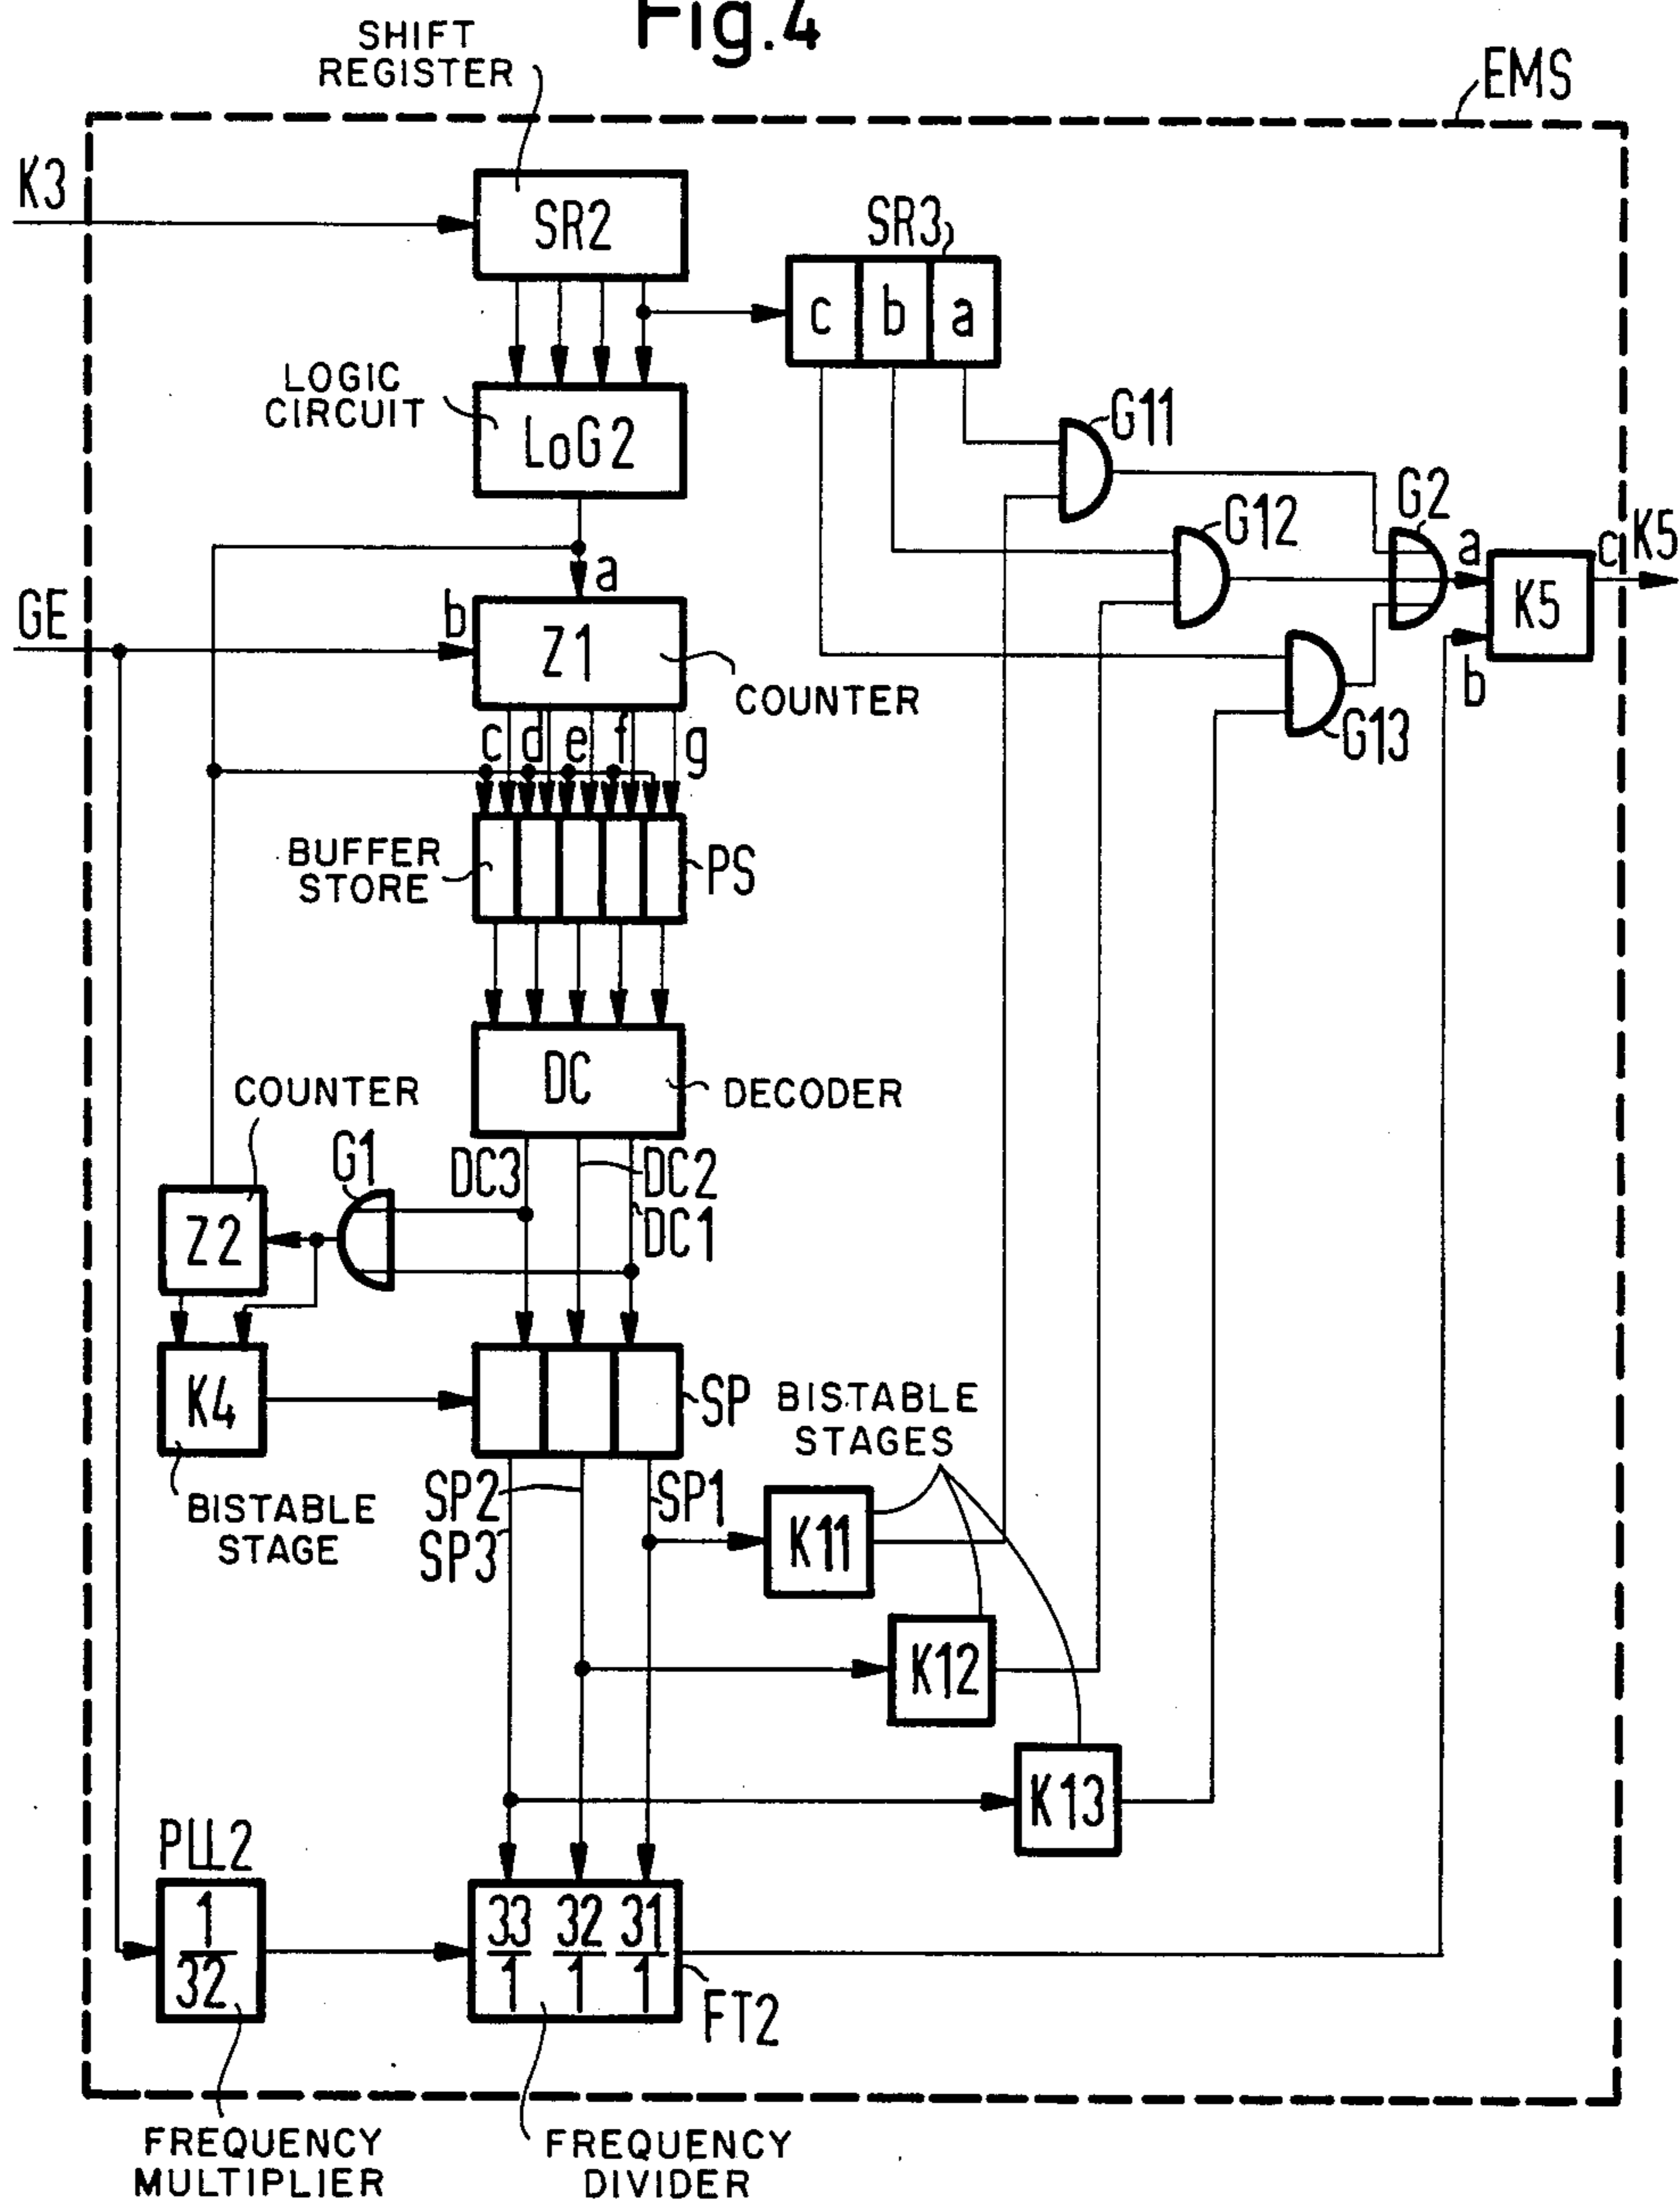 Fig.4
SHIFT
REGISTER
EMS
K3
SR2
SR3
c b a
LOGIC
CIRCUIT
LoG2
G11
G12
G2
a
K5
c
K5
b
G13
a
GE
b
Z1
COUNTER
c d e f g
BUFFER
STORE
PS
DC
DECODER
COUNTER
G1
DC3
DC2
DC1
Z2
K4
SP
BISTABLE
STAGES
BISTABLE
STAGE
SP2
SP3
SP1
K11
K12
K13
PLL2
1
32
33 32 31
1 1 1
FT2
FREQUENCY
MULTIPLIER
FREQUENCY
DIVIDER